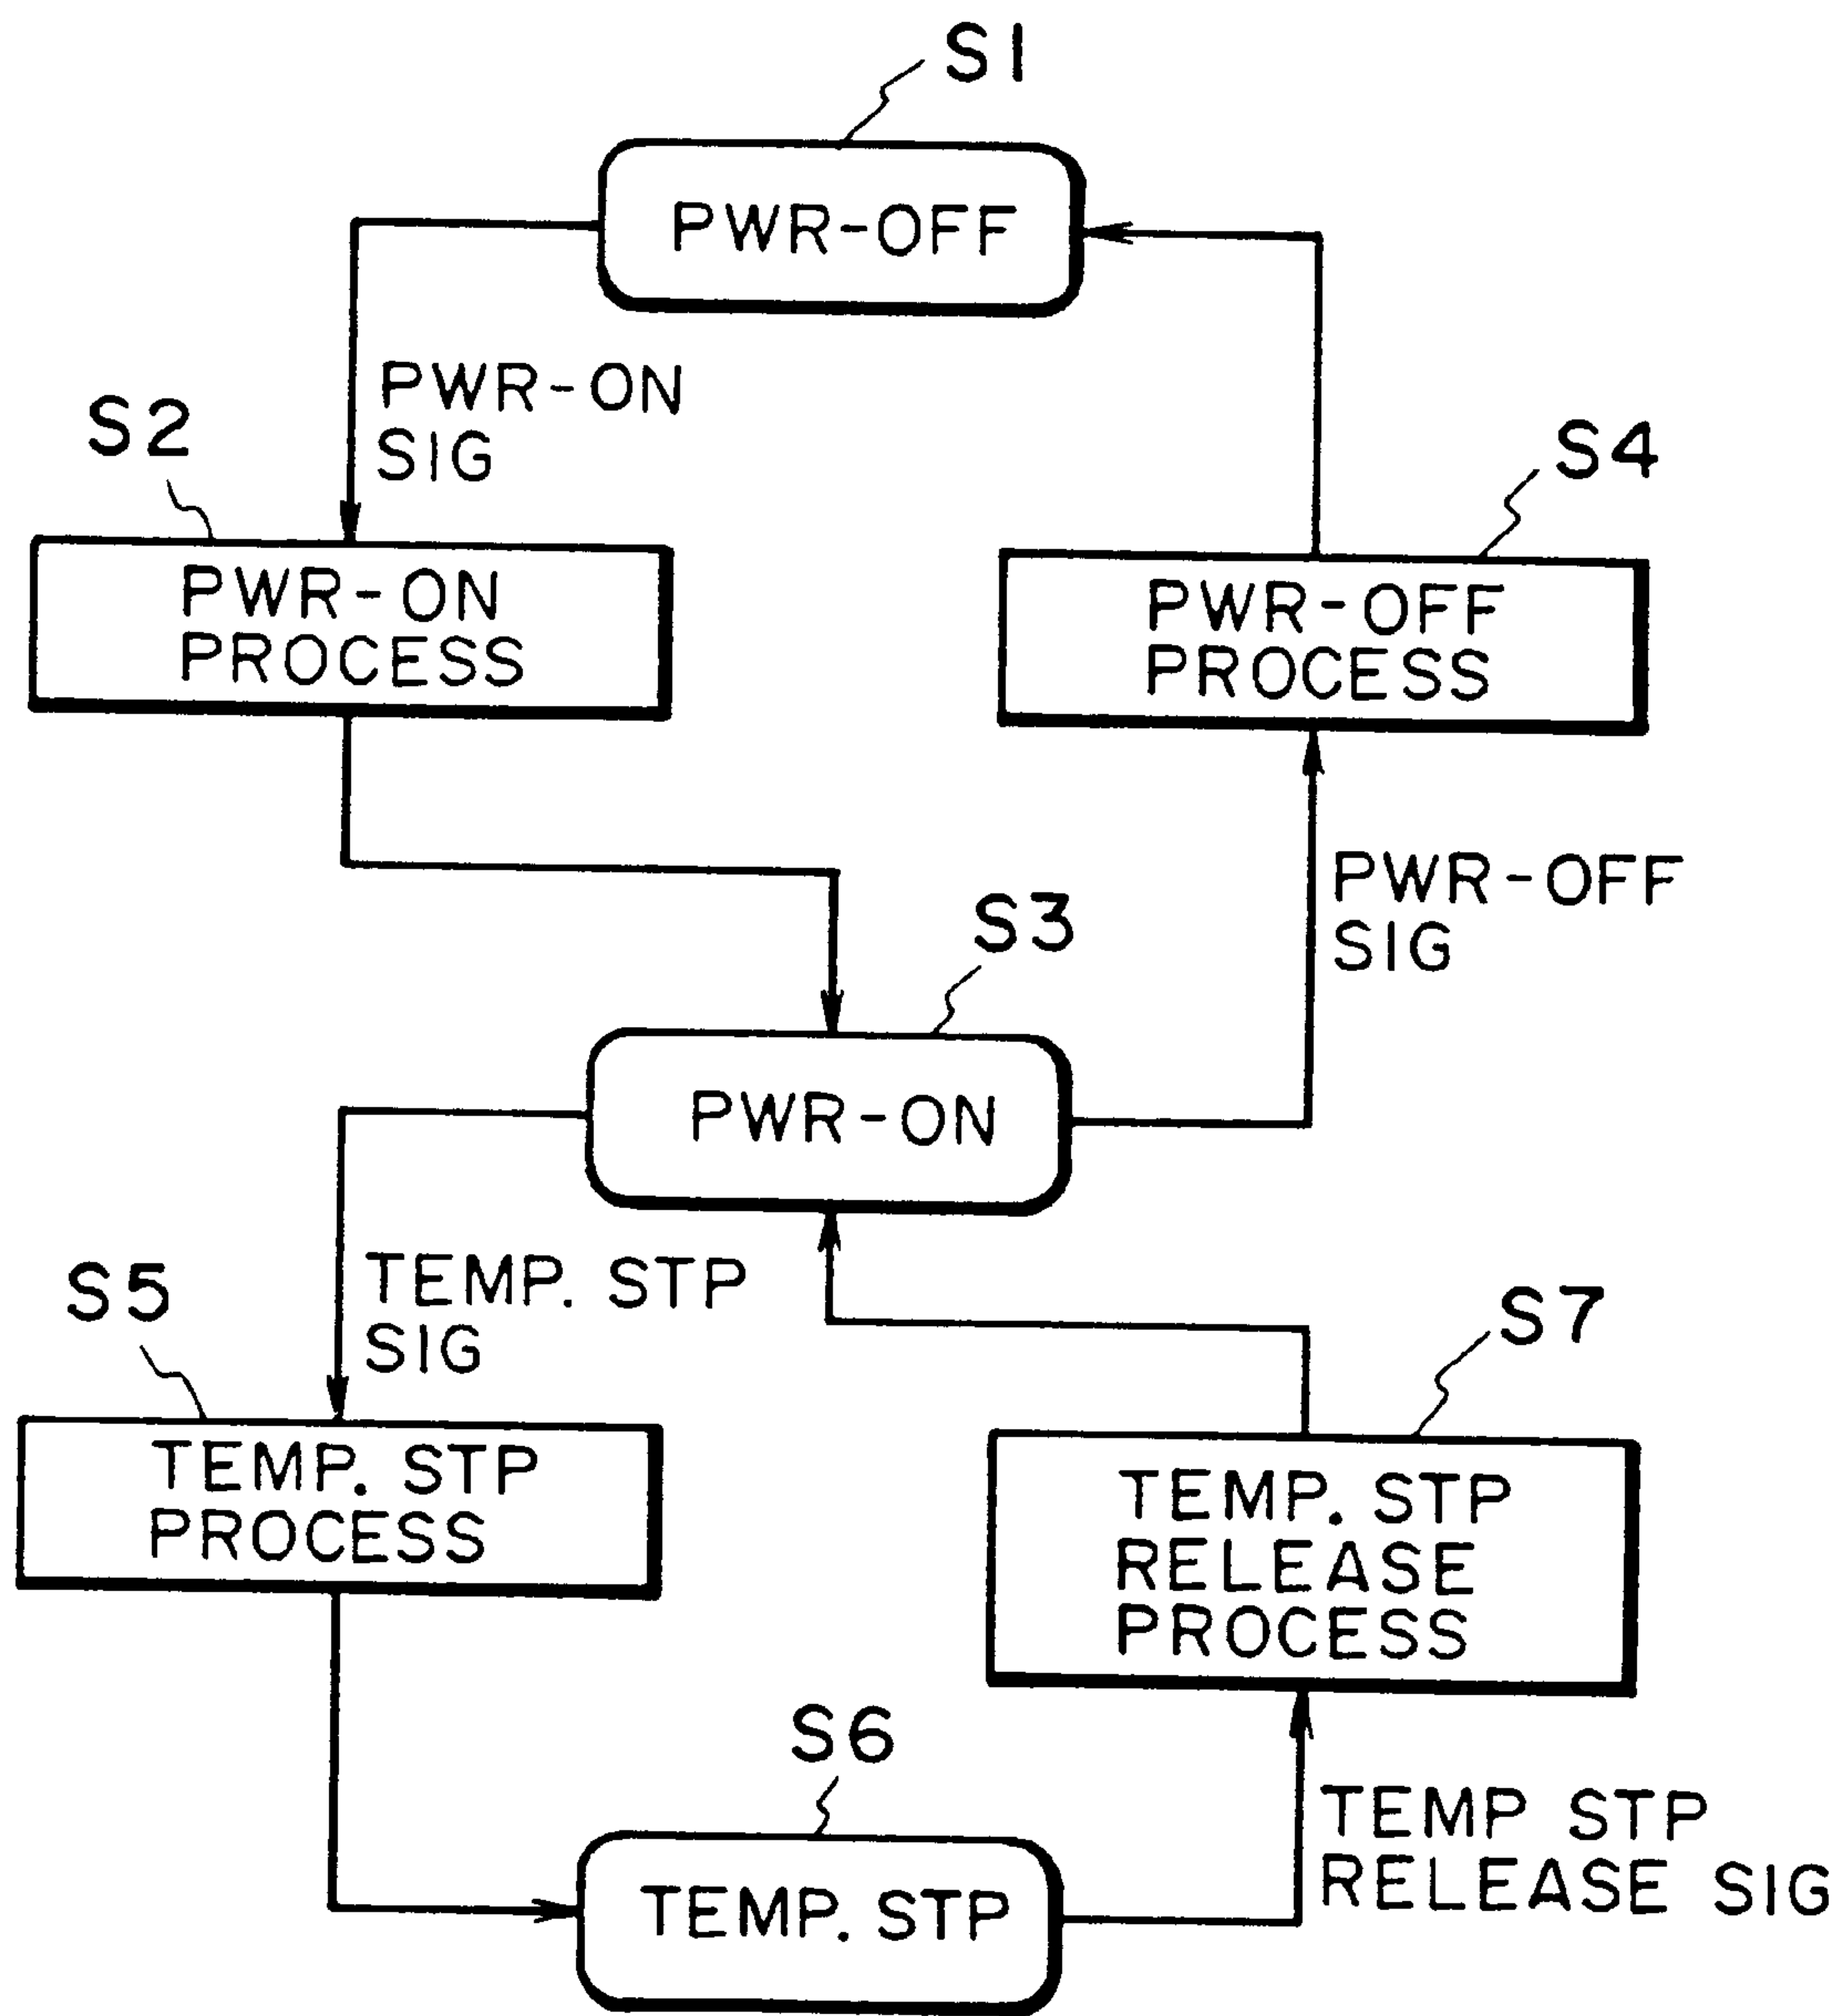 S1
PWR-OFF
PWR-ON
SIG
S2
S4
PWR-ON
PROCESS
PWR-OFF
PROCESS
PWR-OFF
SIG
S3
PWR-ON
TEMP. STP
SIG
S5
S7
TEMP. STP
PROCESS
TEMP. STP
RELEASE
PROCESS
S6
TEMP STP
RELEASE SIG
TEMP. STP